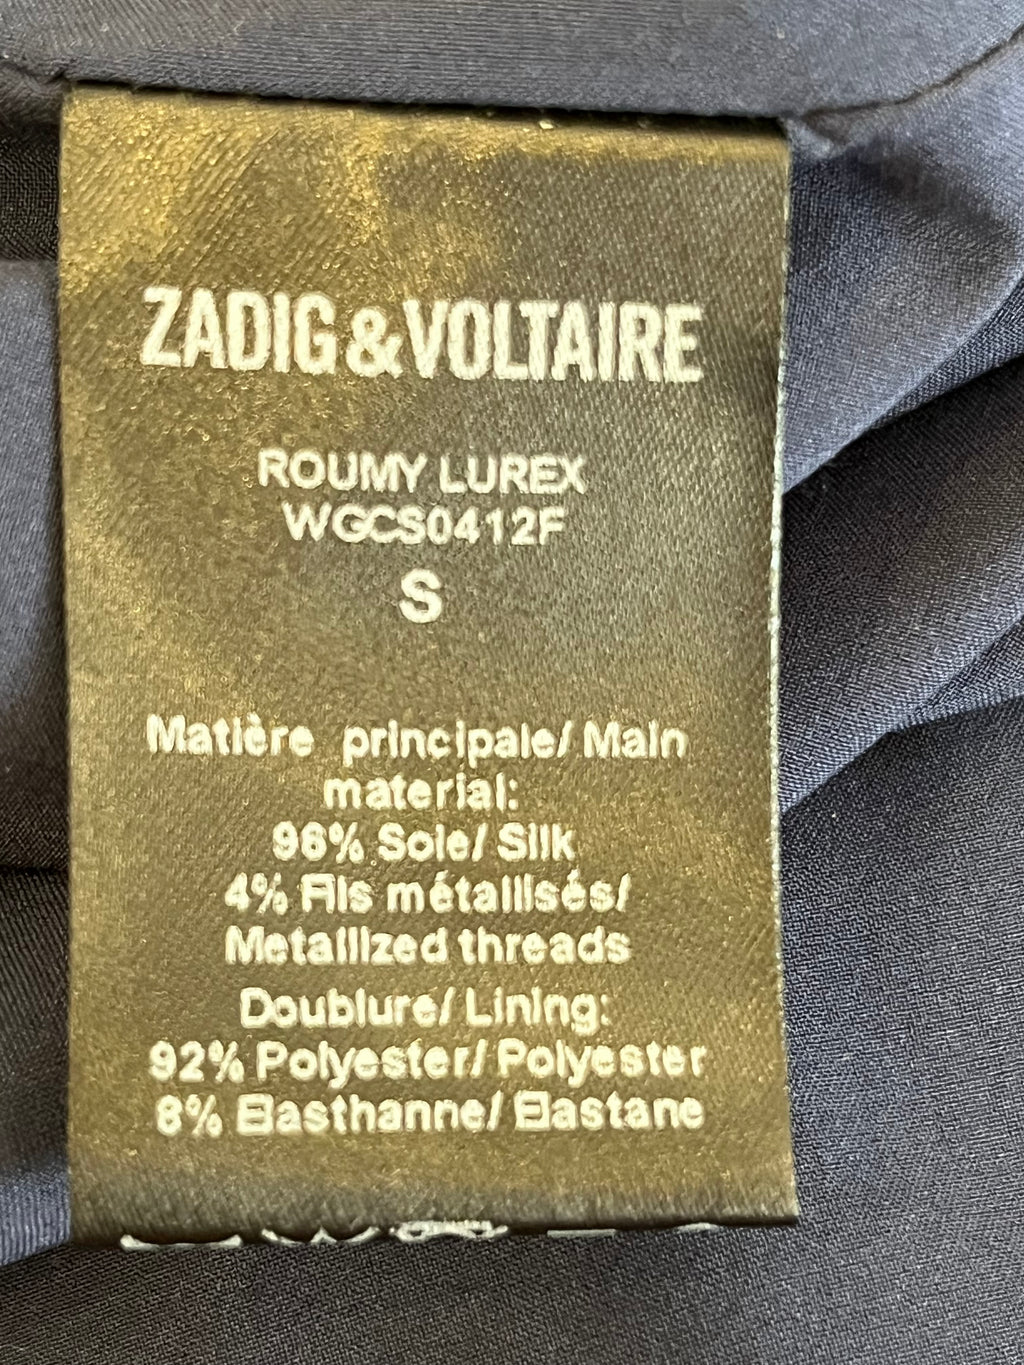 ZADIG&VOLTAIRE
ROUMY LUREX
WGCS0412F
S
Matière principale/ Main
material:
96% Soie/ Silk
4% Fils métallisés/
Metallized threads
Doublure/ Lining:
92% Polyester/ Polyester
8% Elasthanne/ Elastane